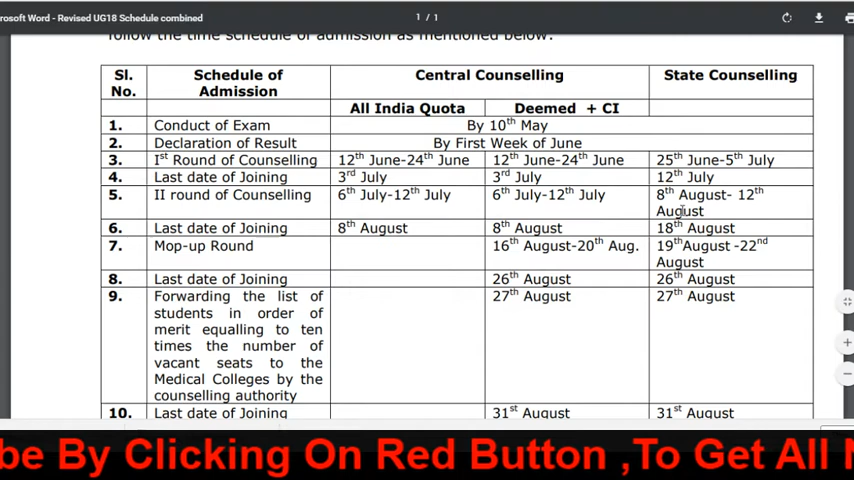 rosoft Word - Revised UG18 Schedule combined
1 / 1
follow the time schedule of admission as mentioned below:
Sl. No. Schedule of Admission Central Counselling State Counselling
All India Quota Deemed + CI
1. Conduct of Exam By 10th May
2. Declaration of Result By First Week of June
3. Ist Round of Counselling 12th June-24th June 12th June-24th June 25th June-5th July
4. Last date of Joining 3rd July 3rd July 12th July
5. II round of Counselling 6th July-12th July 6th July-12th July 8th August- 12th
August
6. Last date of Joining 8th August 8th August 18th August
7. Mop-up Round 16th August-20th Aug. 19thAugust -22nd
August
8. Last date of Joining 26th August 26th August
9. Forwarding the list of 27th August 27th August
students in order of
merit equalling to ten
times the number of
vacant seats to the
Medical Colleges by the
counselling authority
10. Last date of Joining 31st August 31st August
be By Clicking On Red Button ,To Get All N